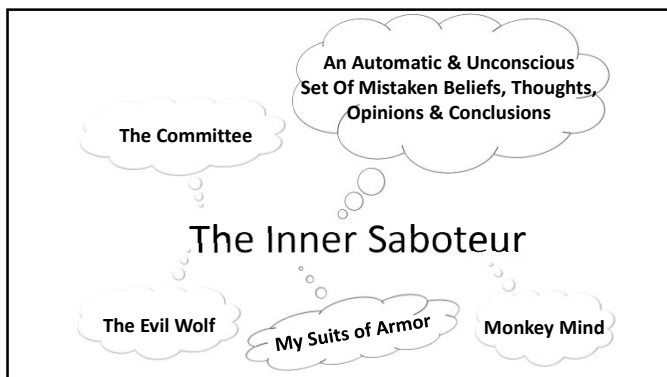 An Automatic & Unconscious
Set Of Mistaken Beliefs, Thoughts,
Opinions & Conclusions
The Committee
The Inner Saboteur
The Evil Wolf
My Suits of Armor
Monkey Mind